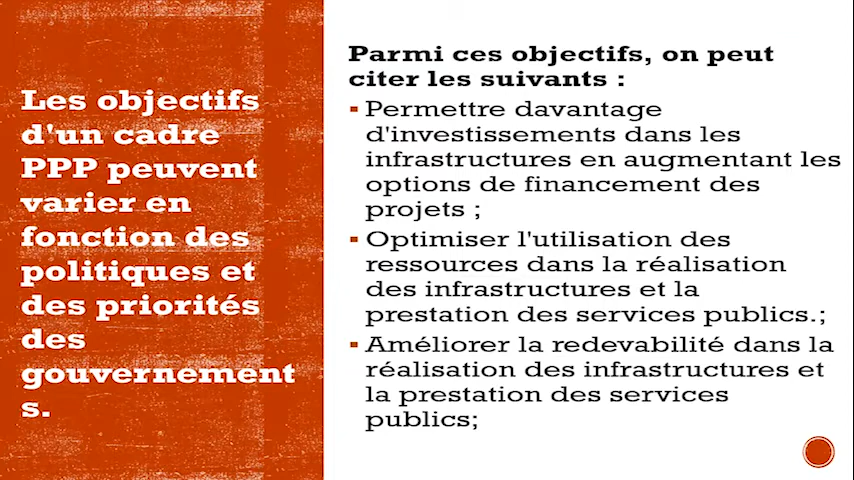 Les objectifs
d'un cadre
PPP peuvent
varier en
fonction des
politiques et
des priorités
des
gouvernement
s.
Parmi ces objectifs, on peut
citer les suivants :
▪ Permettre davantage
d'investissements dans les
infrastructures en augmentant les
options de financement des
projets ;
▪ Optimiser l'utilisation des
ressources dans la réalisation
des infrastructures et la
prestation des services publics.;
▪ Améliorer la redevabilité dans la
réalisation des infrastructures et
la prestation des services
publics;